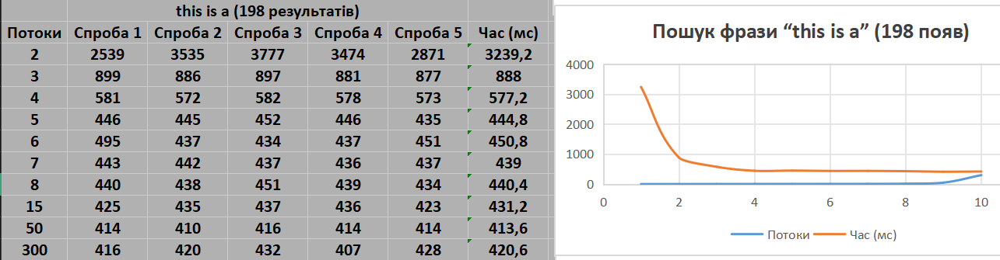 this is a (198 результатів)
Потоки Спроба 1 Спроба 2 Спроба 3 Спроба 4 Спроба 5 Час (мс)
2 2539 3535 3777 3474 2871 3239,2
3 899 886 897 881 877 888
4 581 572 582 578 573 577,2
5 446 445 452 446 435 444,8
6 495 437 434 437 451 450,8
7 443 442 437 436 437 439
8 440 438 451 439 434 440,4
15 425 435 437 436 423 431,2
50 414 410 416 414 414 413,6
300 416 420 432 407 428 420,6
Пошук фрази “this is a” (198 появ)
4000
3000
2000
1000
0
0 2 4 6 8 10
Потоки Час (мс)